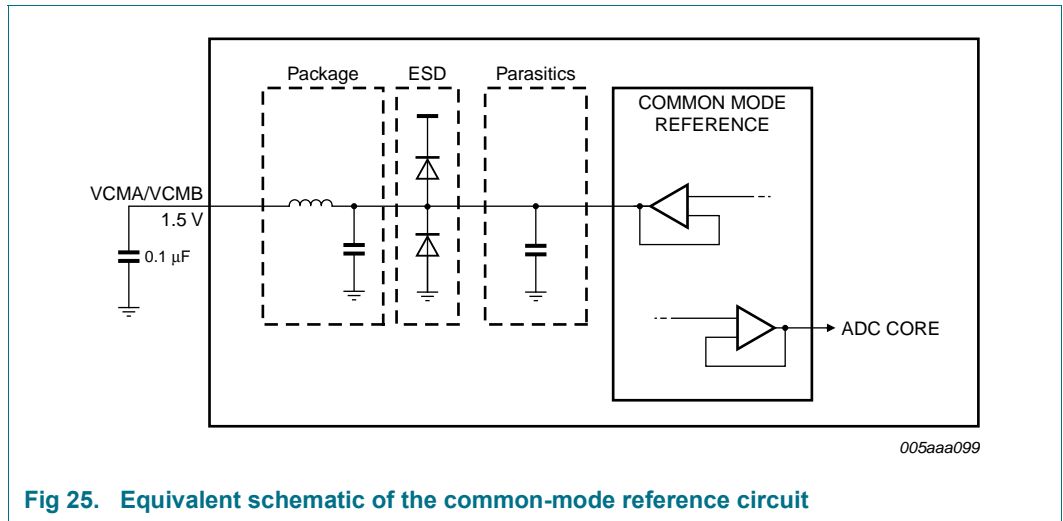 Package
ESD
Parasitics
COMMON MODE
REFERENCE
VCMA/VCMB
1.5 V
0.1 μF
ADC CORE
005aaa099
Fig 25. Equivalent schematic of the common-mode reference circuit